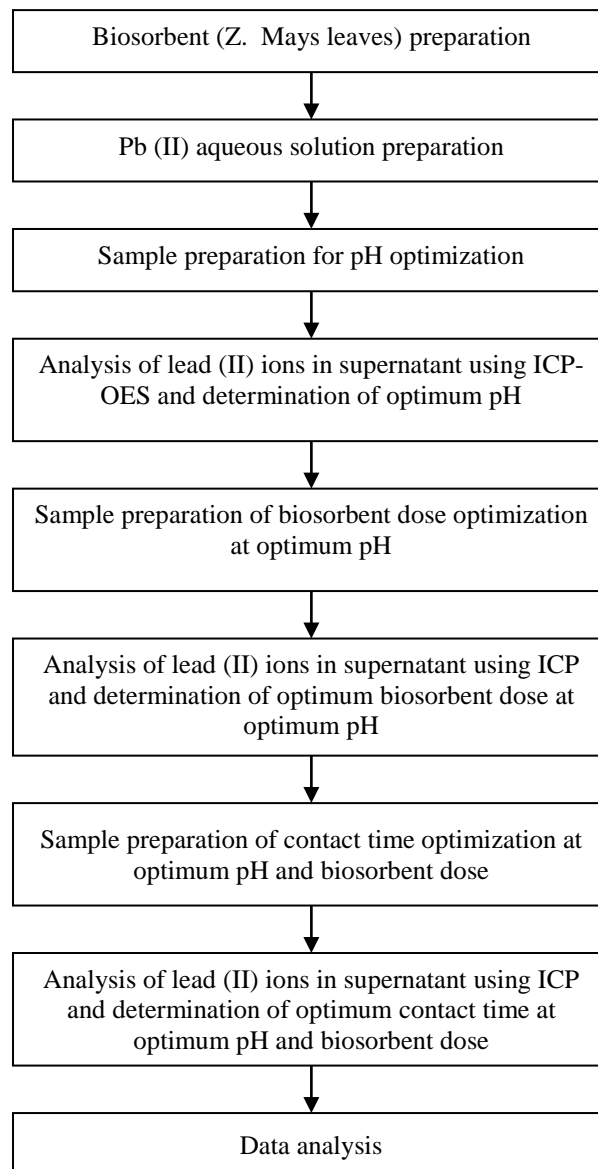 Biosorbent (Z. Mays leaves) preparation
Pb (II) aqueous solution preparation
Sample preparation for pH optimization
Analysis of lead (II) ions in supernatant using ICP-
OES and determination of optimum pH
Sample preparation of biosorbent dose optimization
at optimum pH
Analysis of lead (II) ions in supernatant using ICP
and determination of optimum biosorbent dose at
optimum pH
Sample preparation of contact time optimization at
optimum pH and biosorbent dose
Analysis of lead (II) ions in supernatant using ICP
and determination of optimum contact time at
optimum pH and biosorbent dose
Data analysis